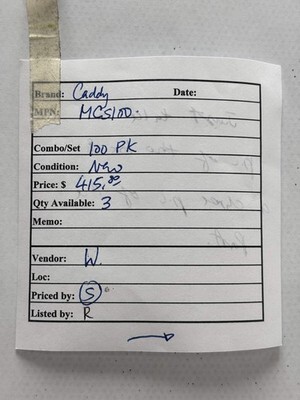 Brand: Caddy Date:
MPN: MCS100.
Combo/Set 100 PK
Condition: New
Price: $ 415.00
Qty Available: 3
Memo:
Vendor: W.
Loc:
Priced by: S
Listed by: R